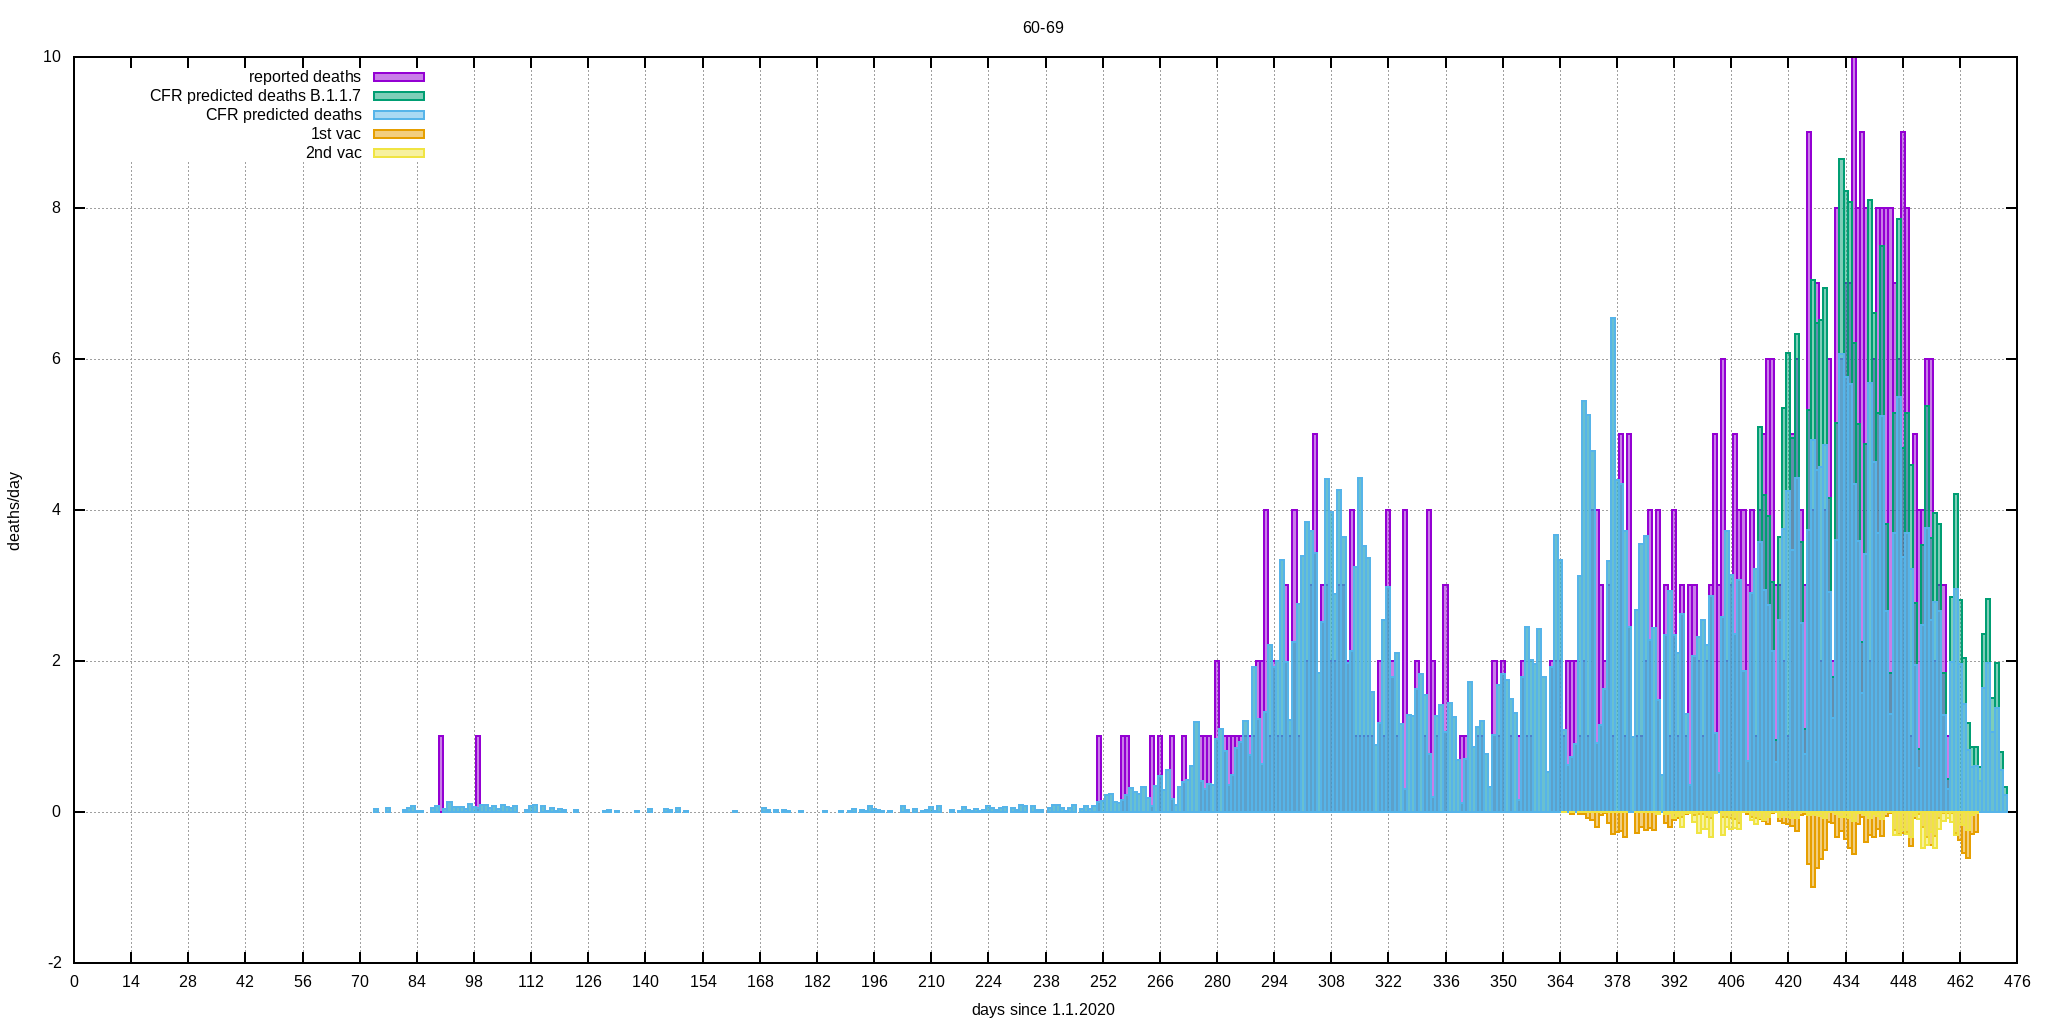 60-69
10
reported deaths
CFR predicted deaths B.1.1.7
CFR predicted deaths
1st vac
2nd vac
8
6
4
2
0
-2
deaths/day
0 14 28 42 56 70 84 98 112 126 140 154 168 182 196 210 224 238 252 266 280 294 308 322 336 350 364 378 392 406 420 434 448 462 476
days since 1.1.2020